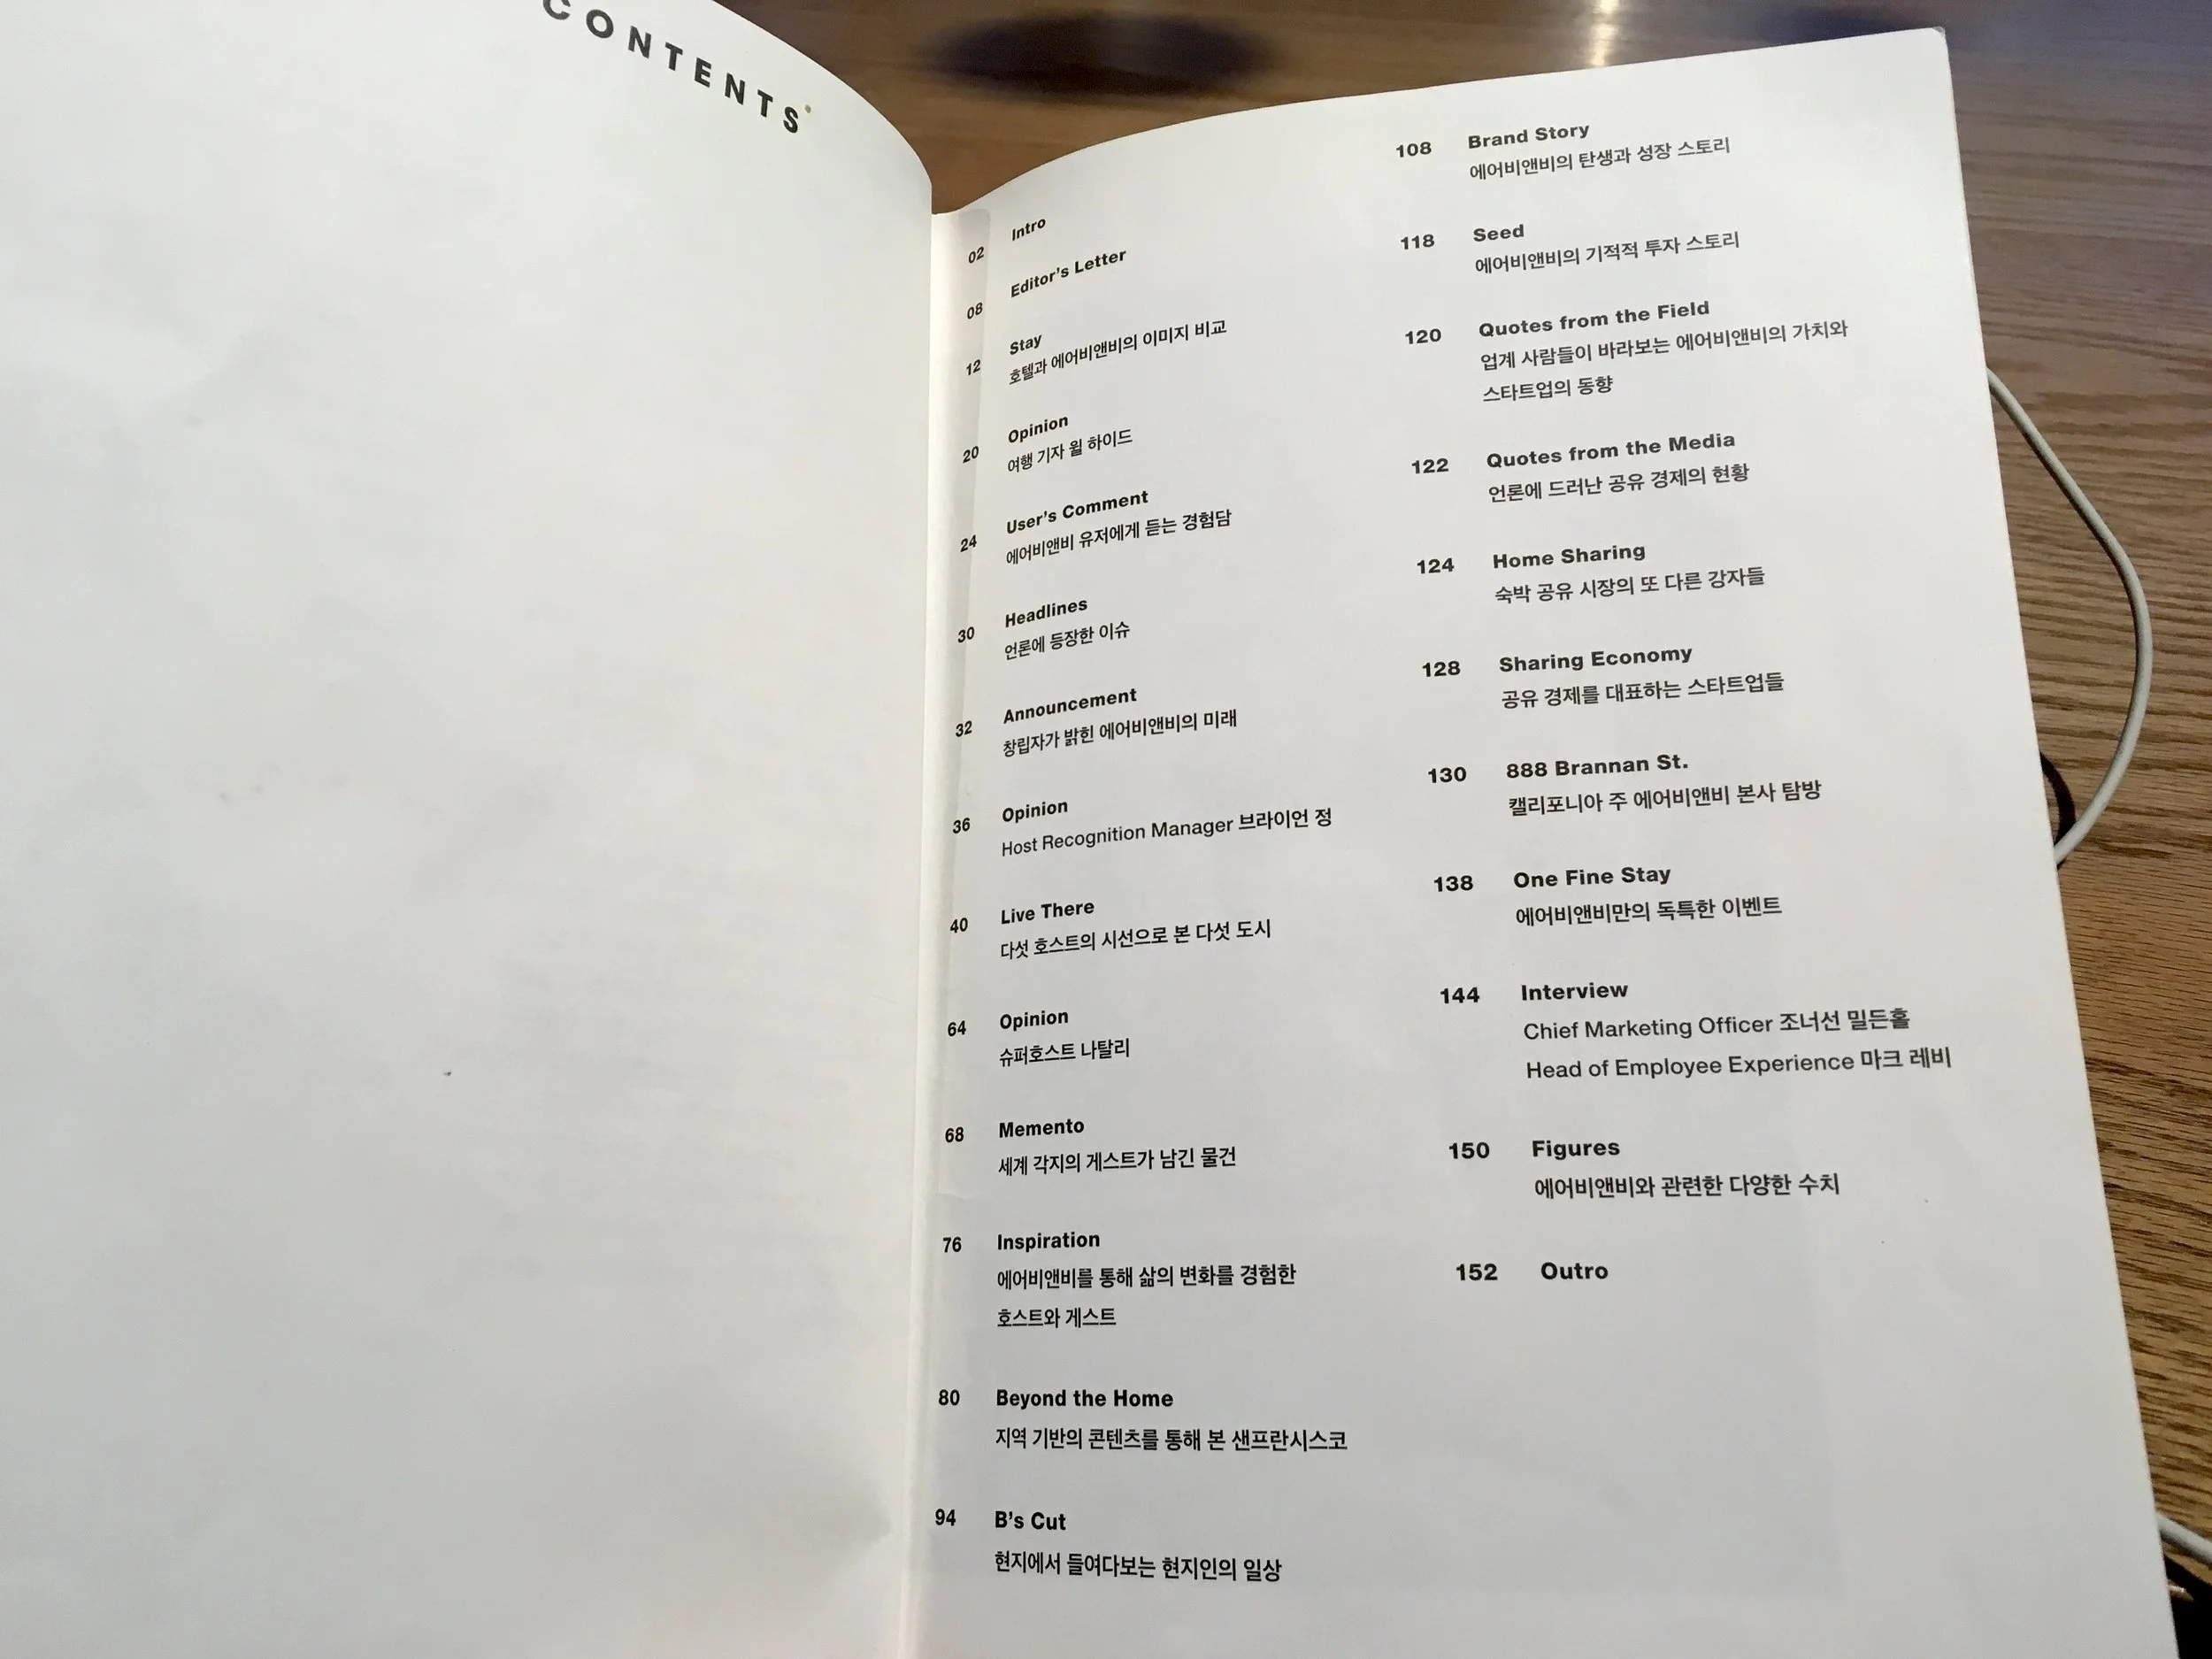 CONTENTS
02 Intro
08 Editor's Letter
12 Stay
호텔과 에어비앤비의 이미지 비교
20 Opinion
여행 기자 윌 하이드
24 User's Comment
에어비앤비 유저에게 듣는 경험담
30 Headlines
언론에 등장한 이슈
32 Announcement
창립자가 밝힌 에어비앤비의 미래
36 Opinion
Host Recognition Manager 브라이언 정
40 Live There
다섯 호스트의 시선으로 본 다섯 도시
64 Opinion
슈퍼호스트 나탈리
68 Memento
세계 각지의 게스트가 남긴 물건
76 Inspiration
에어비앤비를 통해 삶의 변화를 경험한
호스트와 게스트
80 Beyond the Home
지역 기반의 콘텐츠를 통해 본 샌프란시스코
94 B's Cut
현지에서 들여다보는 현지인의 일상
108 Brand Story
에어비앤비의 탄생과 성장 스토리
118 Seed
에어비앤비의 기적적 투자 스토리
120 Quotes from the Field
업계 사람들이 바라보는 에어비앤비의 가치와
스타트업의 동향
122 Quotes from the Media
언론에 드러난 공유 경제의 현황
124 Home Sharing
숙박 공유 시장의 또 다른 강자들
128 Sharing Economy
공유 경제를 대표하는 스타트업들
130 888 Brannan St.
캘리포니아 주 에어비앤비 본사 탐방
138 One Fine Stay
에어비앤비만의 독특한 이벤트
144 Interview
Chief Marketing Officer 조너선 밀든홀
Head of Employee Experience 마크 레비
150 Figures
에어비앤비와 관련한 다양한 수치
152 Outro